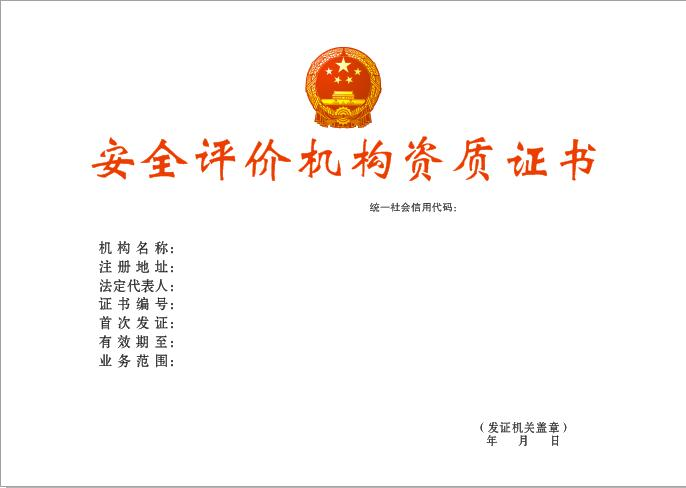 安全评价机构资质证书
统一社会信用代码：
机构名称：
注册地址：
法定代表人：
证书编号：
首次发证：
有效期至：
业务范围：
（发证机关盖章）
年 月 日